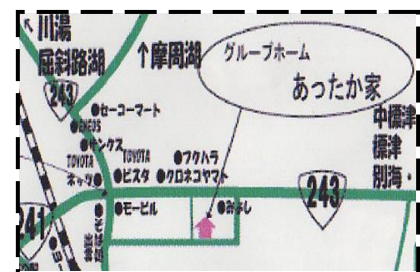 川湯
屈斜路湖
↑摩周湖
グループホーム
あったか家
243
セーコーマート
ENEOS
サンクス
TOYOTA
ネッツ
TOYOTA
ビスタ
フクハラ
クロネコヤマト
中標津
標津
別海・
243
241
モービル
みよし